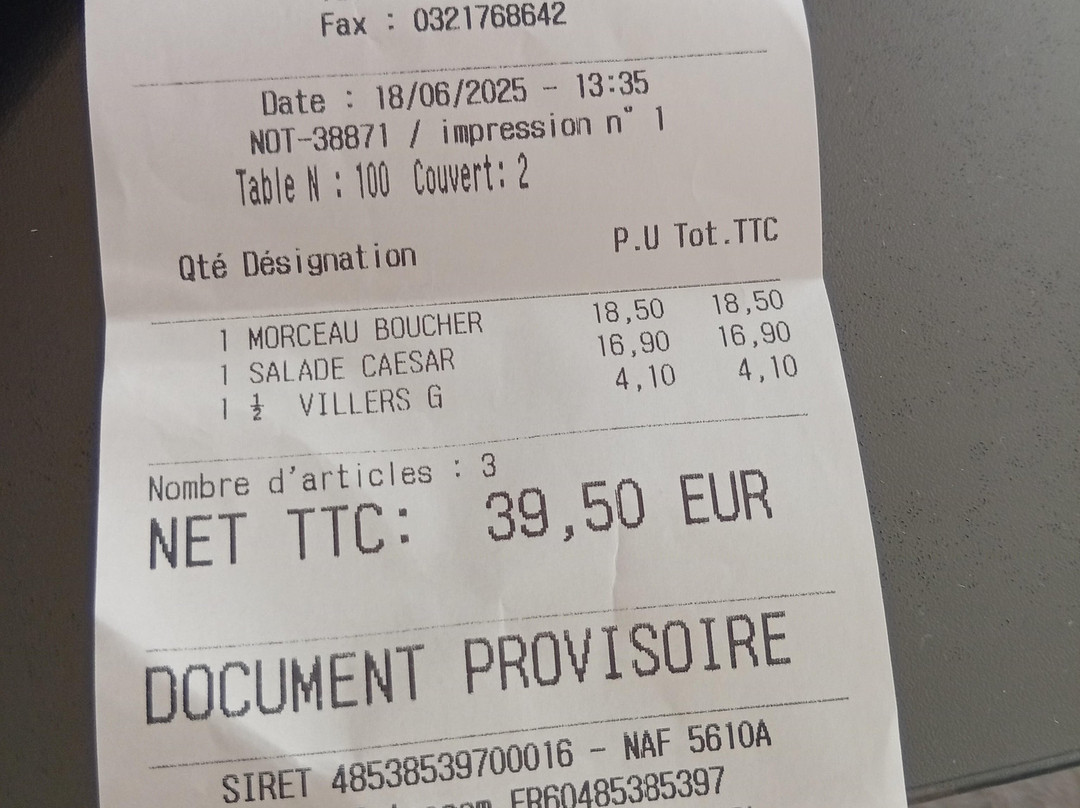 Fax : 0321768642
Date : 18/06/2025 - 13:35
NOT-38871 / impression n° 1
Table N : 100 Couvert: 2
Qté Désignation P.U Tot.TTC
1 MORCEAU BOUCHER 18,50 18,50
1 SALADE CAESAR 16,90 16,90
1 ½ VILLERS G 4,10 4,10
Nombre d'articles : 3
NET TTC: 39,50 EUR
DOCUMENT PROVISOIRE
SIRET 48538539700016 - NAF 5610A
FR60485385397